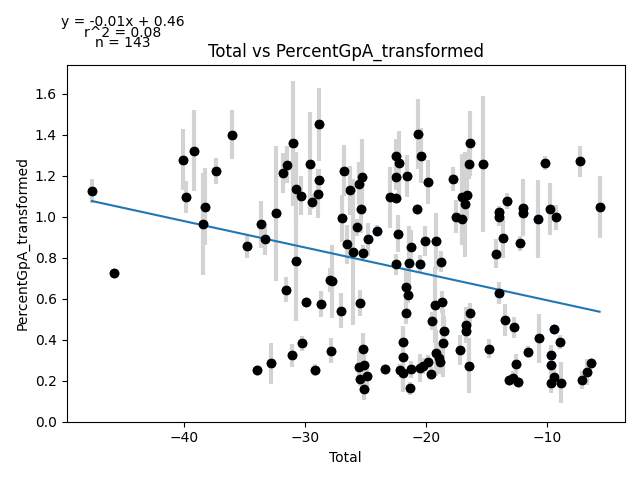 y = -0.01x + 0.46
r^2 = 0.08
n = 143
Total vs PercentGpA_transformed
PercentGpA_transformed
1.6
1.4
1.2
1.0
0.8
0.6
0.4
0.2
0.0
−40
−30
−20
−10
Total